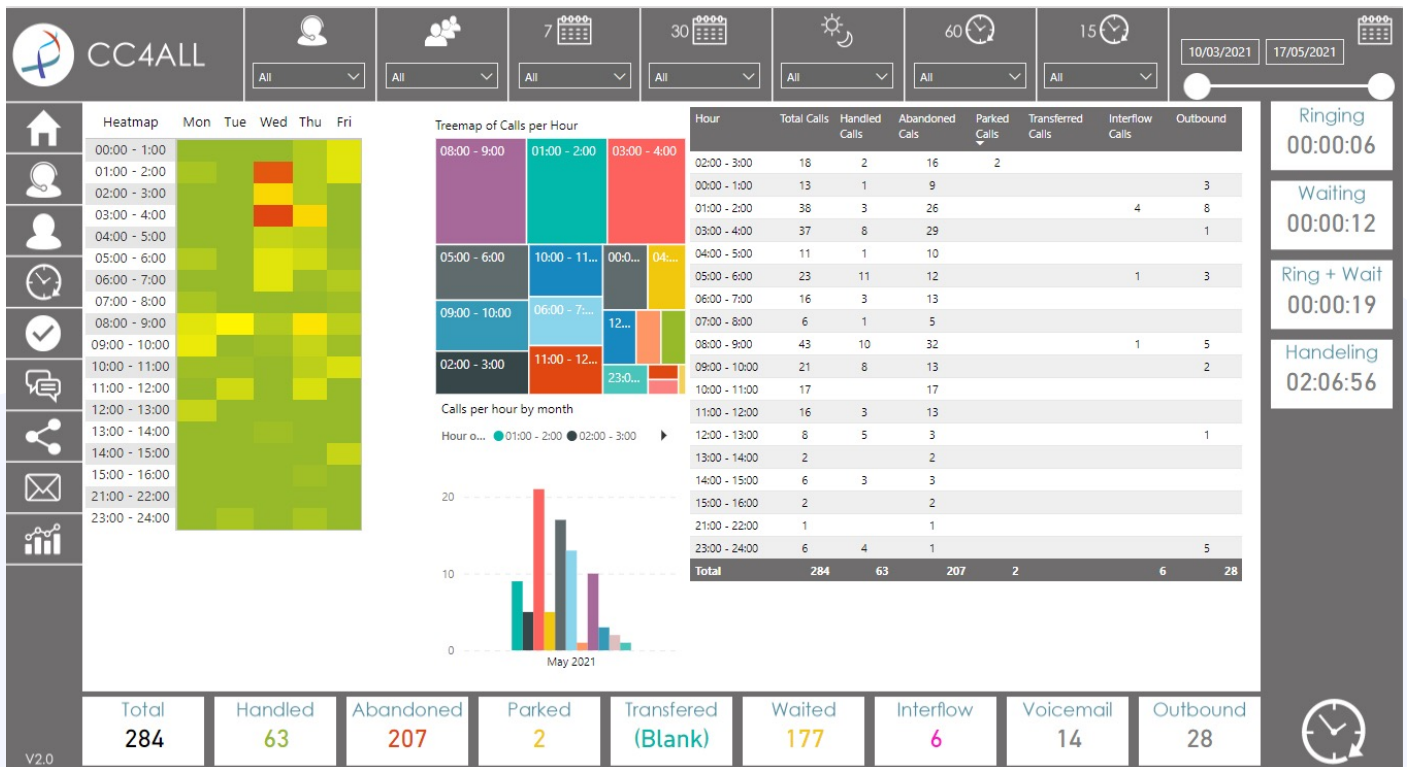 CC4ALL
7
30
60
15
All
All
All
All
All
All
All
10/03/2021
17/05/2021
Heatmap Mon Tue Wed Thu Fri
00:00 - 1:00
01:00 - 2:00
02:00 - 3:00
03:00 - 4:00
04:00 - 5:00
05:00 - 6:00
06:00 - 7:00
07:00 - 8:00
08:00 - 9:00
09:00 - 10:00
10:00 - 11:00
11:00 - 12:00
12:00 - 13:00
13:00 - 14:00
14:00 - 15:00
15:00 - 16:00
21:00 - 22:00
23:00 - 24:00
Treemap of Calls per Hour
08:00 - 9:00
01:00 - 2:00
03:00 - 4:00
05:00 - 6:00
10:00 - 11...
00:0...
04:...
09:00 - 10:00
06:00 - 7:...
12...
02:00 - 3:00
11:00 - 12...
23:0...
Calls per hour by month
Hour o... 01:00 - 2:00 02:00 - 3:00
20
10
0
May 2021
Hour Total Calls Handled Calls Abandoned Cals Parked Calls Transferred Calls Interflow Calls Outbound
02:00 - 3:00 18 2 16 2
00:00 - 1:00 13 1 9 3
01:00 - 2:00 38 3 26 4 8
03:00 - 4:00 37 8 29 1
04:00 - 5:00 11 1 10
05:00 - 6:00 23 11 12 1 3
06:00 - 7:00 16 3 13
07:00 - 8:00 6 1 5
08:00 - 9:00 43 10 32 1 5
09:00 - 10:00 21 8 13 2
10:00 - 11:00 17 17
11:00 - 12:00 16 3 13
12:00 - 13:00 8 5 3 1
13:00 - 14:00 2 2
14:00 - 15:00 6 3 3
15:00 - 16:00 2 2
21:00 - 22:00 1 1
23:00 - 24:00 6 4 1 5
Total 284 63 207 2 6 28
Ringing
00:00:06
Waiting
00:00:12
Ring + Wait
00:00:19
Handeling
02:06:56
Total
284
Handled
63
Abandoned
207
Parked
2
Transfered
(Blank)
Waited
177
Interflow
6
Voicemail
14
Outbound
28
V2.0